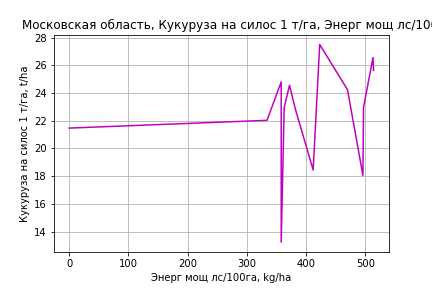 Московская область, Кукуруза на силос 1 т/га, Энерг мощ лс/100
28
26
24
22
20
18
16
14
Кукуруза на силос 1 т/га, t/ha
0 100 200 300 400 500
Энерг мощ лс/100га, kg/ha